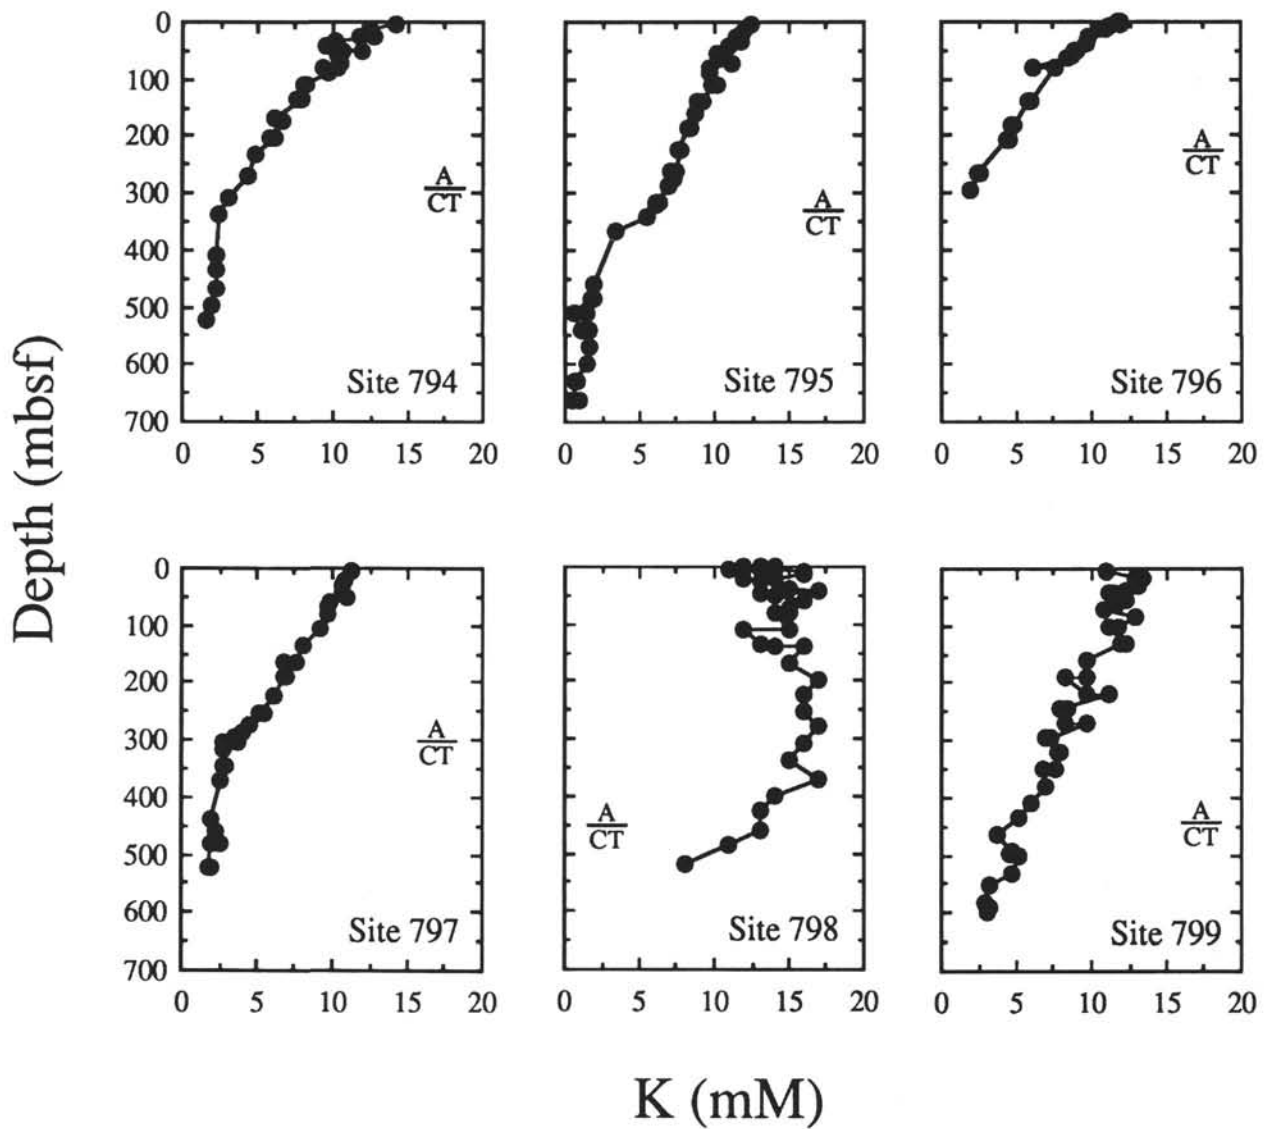 0
100
200
300
400
500
600
700
A
CT
Site 794
0 5 10 15 20
A
CT
Site 795
0 5 10 15 20
A
CT
Site 796
0 5 10 15 20
Depth (mbsf)
0
100
200
300
400
500
600
700
A
CT
Site 797
0 5 10 15 20
A
CT
Site 798
0 5 10 15 20
A
CT
Site 799
0 5 10 15 20
K (mM)